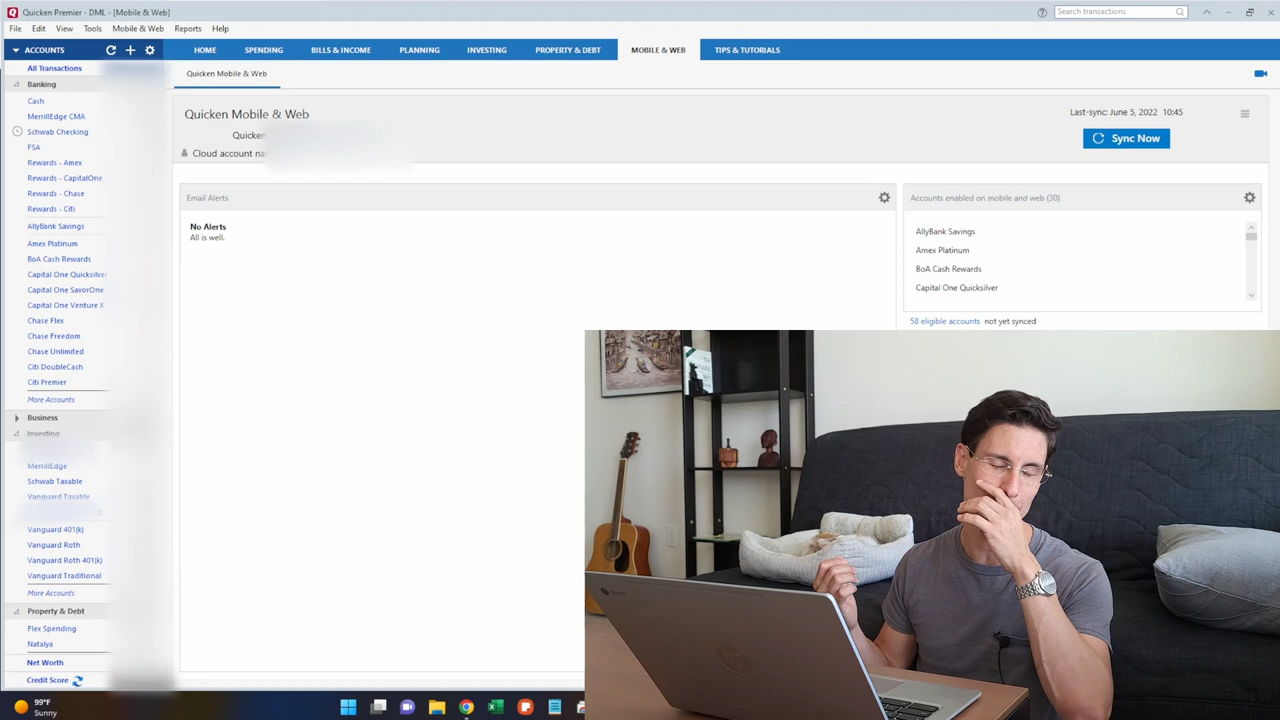 Quicken Premier - DML - [Mobile & Web]
Search transactions
File Edit View Tools Mobile & Web Reports Help
ACCOUNTS
HOME SPENDING BILLS & INCOME PLANNING INVESTING PROPERTY & DEBT MOBILE & WEB TIPS & TUTORIALS
All Transactions
Banking
Cash
MerrillEdge CMA
Schwab Checking
FSA
Rewards - Amex
Rewards - CapitalOne
Rewards - Chase
Rewards - Citi
AllyBank Savings
Amex Platinum
BoA Cash Rewards
Capital One Quicksilver
Capital One SavorOne
Capital One Venture X
Chase Flex
Chase Freedom
Chase Unlimited
Citi DoubleCash
Citi Premier
More Accounts
Business
Investing
MerrillEdge
Schwab Taxable
Vanguard Taxable
Vanguard 401(k)
Vanguard Roth
Vanguard Roth 401(k)
Vanguard Traditional
More Accounts
Property & Debt
Flex Spending
Natalya
Net Worth
Credit Score
Quicken Mobile & Web
Quicken Mobile & Web
Quicken
Cloud account
Last-sync: June 5, 2022 10:45
Sync Now
Email Alerts
No Alerts
All is well.
Accounts enabled on mobile and web (30)
AllyBank Savings
Amex Platinum
BoA Cash Rewards
Capital One Quicksilver
58 eligible accounts not yet synced
99°F
Sunny